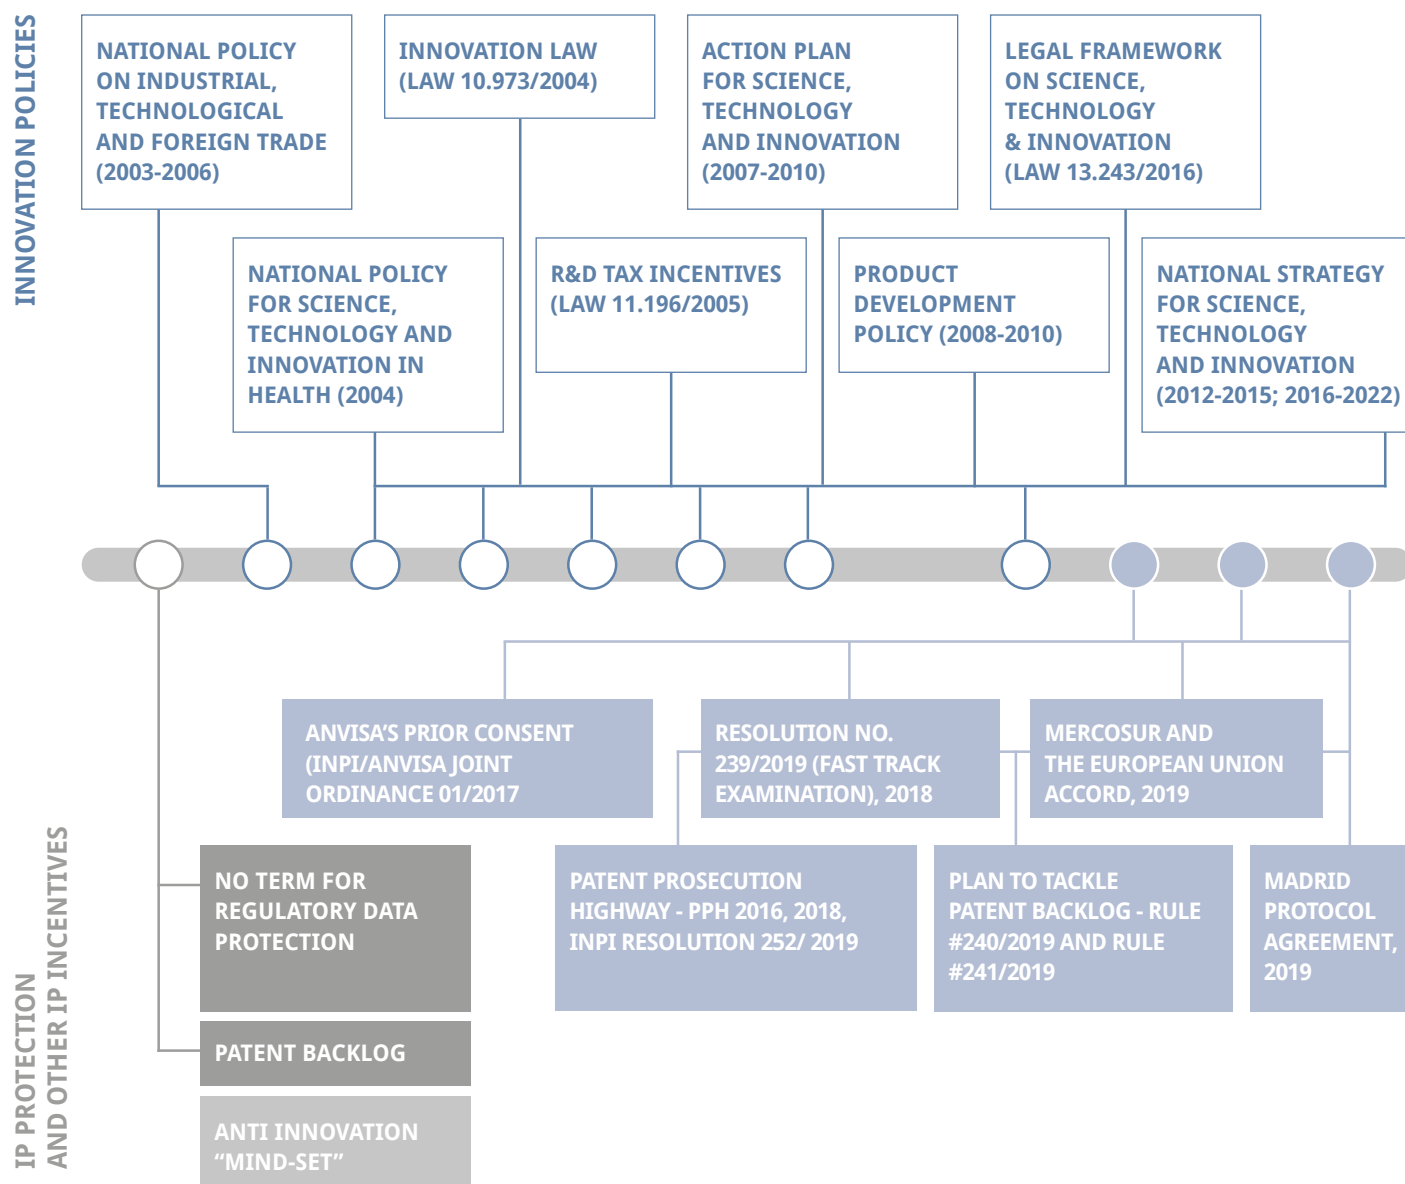 INNOVATION POLICIES
NATIONAL POLICY
ON INDUSTRIAL,
TECHNOLOGICAL
AND FOREIGN TRADE
(2003-2006)
INNOVATION LAW
(LAW 10.973/2004)
ACTION PLAN
FOR SCIENCE,
TECHNOLOGY
AND INNOVATION
(2007-2010)
LEGAL FRAMEWORK
ON SCIENCE,
TECHNOLOGY
& INNOVATION
(LAW 13.243/2016)
NATIONAL POLICY
FOR SCIENCE,
TECHNOLOGY AND
INNOVATION IN
HEALTH (2004)
R&D TAX INCENTIVES
(LAW 11.196/2005)
PRODUCT
DEVELOPMENT
POLICY (2008-2010)
NATIONAL STRATEGY
FOR SCIENCE,
TECHNOLOGY
AND INNOVATION
(2012-2015; 2016-2022)
IP PROTECTION
AND OTHER IP INCENTIVES
ANVISA'S PRIOR CONSENT
(INPI/ANVISA JOINT
ORDINANCE 01/2017
RESOLUTION NO.
239/2019 (FAST TRACK
EXAMINATION), 2018
MERCOSUR AND
THE EUROPEAN UNION
ACCORD, 2019
NO TERM FOR
REGULATORY DATA
PROTECTION
PATENT PROSECUTION
HIGHWAY - PPH 2016, 2018,
INPI RESOLUTION 252/ 2019
PLAN TO TACKLE
PATENT BACKLOG - RULE
#240/2019 AND RULE
#241/2019
MADRID
PROTOCOL
AGREEMENT,
2019
PATENT BACKLOG
ANTI INNOVATION
“MIND-SET”